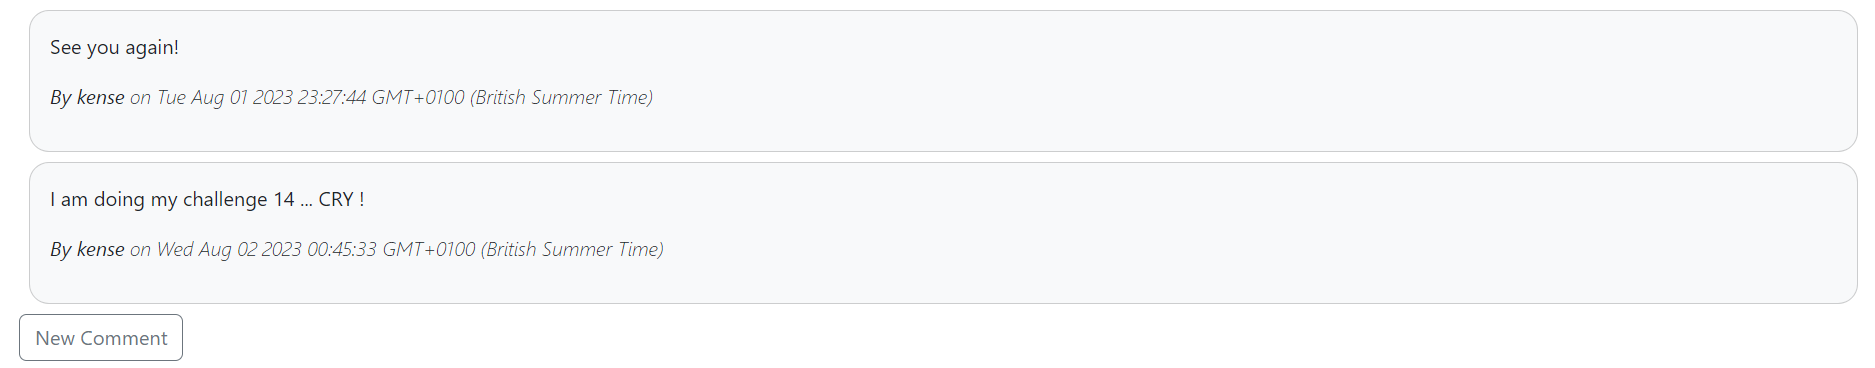 See you again!
By kense on Tue Aug 01 2023 23:27:44 GMT+0100 (British Summer Time)
I am doing my challenge 14 ... CRY !
By kense on Wed Aug 02 2023 00:45:33 GMT+0100 (British Summer Time)
New Comment